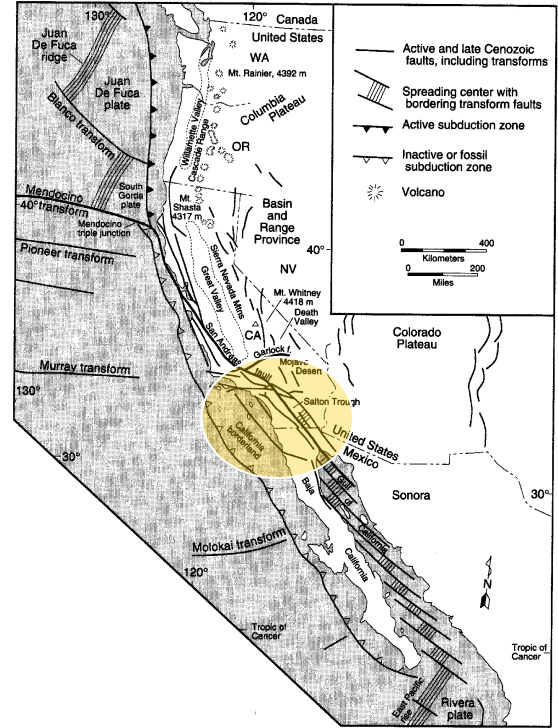 130°
120°
Canada
United States
Juan
De Fuca
ridge
Juan
De Fuca
plate
WA
Mt. Rainier, 4392 m
Columbia
Plateau
Blanco transform
Willamette Valley
Cascade Range
OR
Mendocino
transform
40°
South
Gorda
plate
Mendocino
triple junction
Mt.
Shasta
4317 m
Basin
and
Range
Province
40°
Pioneer transform
Sierra Nevada Mtns
Great Valley
NV
Mt. Whitney
4418 m
Death
Valley
CA
San Andreas
fault
Garlock f.
Mojave
Desert
Colorado
Plateau
Murray transform
130°
Salton Trough
California
borderland
United States
Mexico
30°
Baja
California
Gulf
of
California
Sonora
30°
Molokai transform
120°
N
Tropic of
Cancer
Tropic of
Cancer
East Pacific
rise
Rivera
plate
Active and late Cenozoic
faults, including transforms
Spreading center with
bordering transform faults
Active subduction zone
Inactive or fossil
subduction zone
Volcano
0 400
Kilometers
0 200
Miles